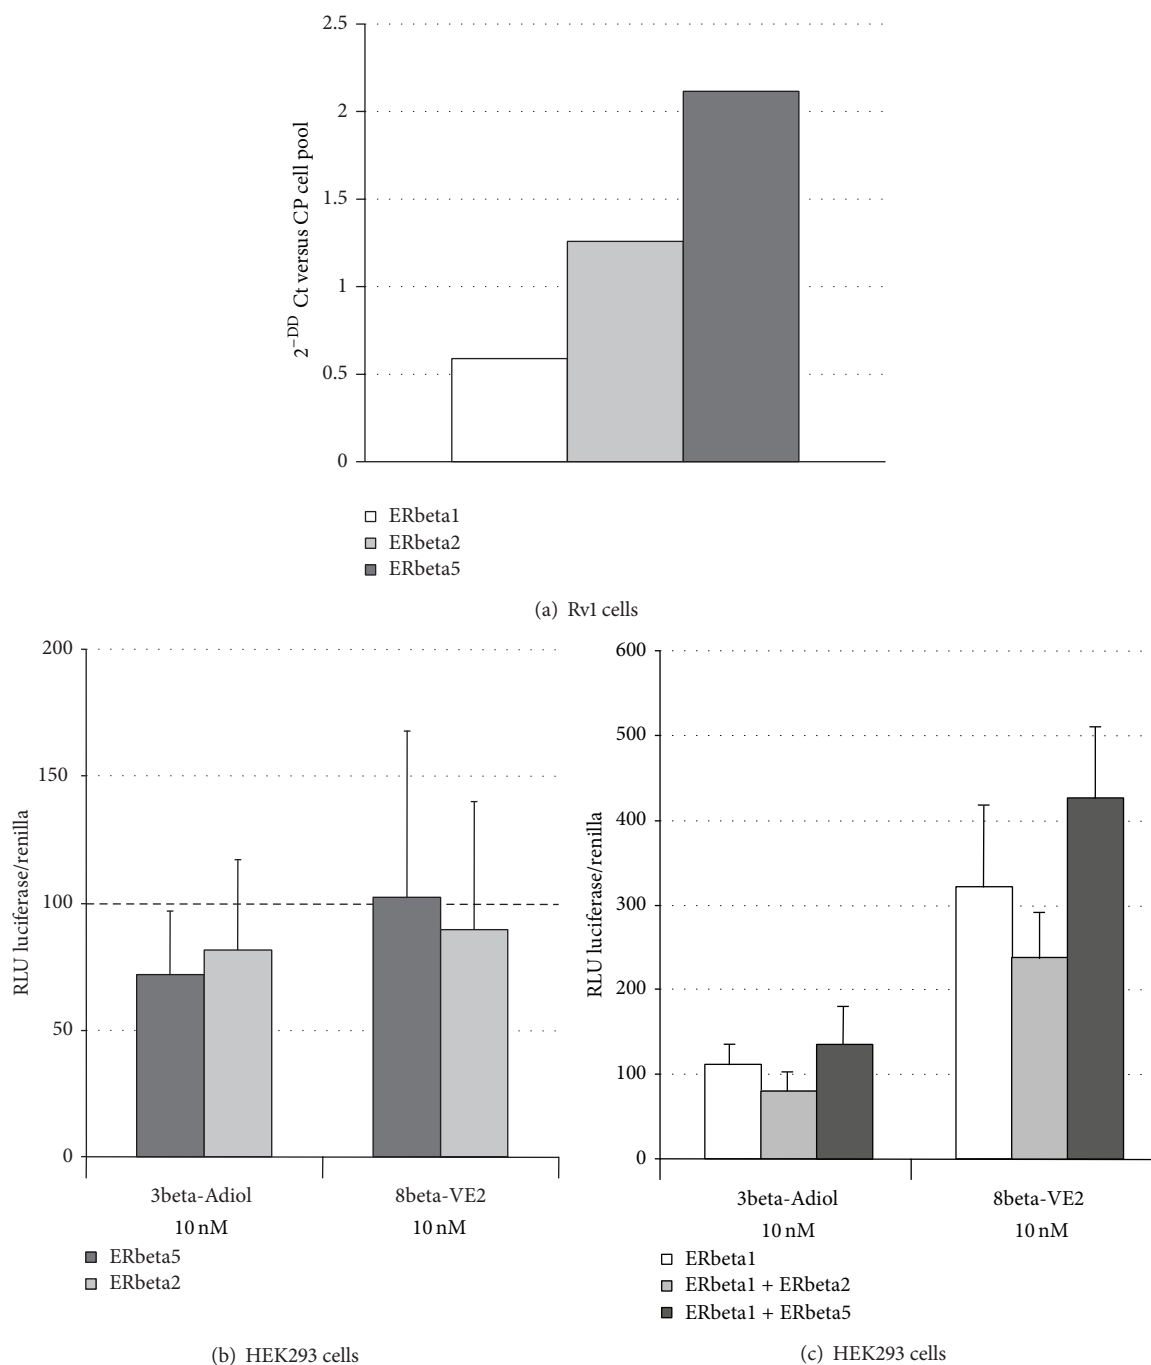 2.5
2
1.5
1
0.5
0
2−DD Ct versus CP cell pool
ERbeta1
ERbeta2
ERbeta5
(a) Rv1 cells
200
150
100
50
0
RLU luciferase/renilla
3beta-Adiol
10 nM
8beta-VE2
10 nM
ERbeta5
ERbeta2
(b) HEK293 cells
600
500
400
300
200
100
0
RLU luciferase/renilla
3beta-Adiol
10 nM
8beta-VE2
10 nM
ERbeta1
ERbeta1 + ERbeta2
ERbeta1 + ERbeta5
(c) HEK293 cells